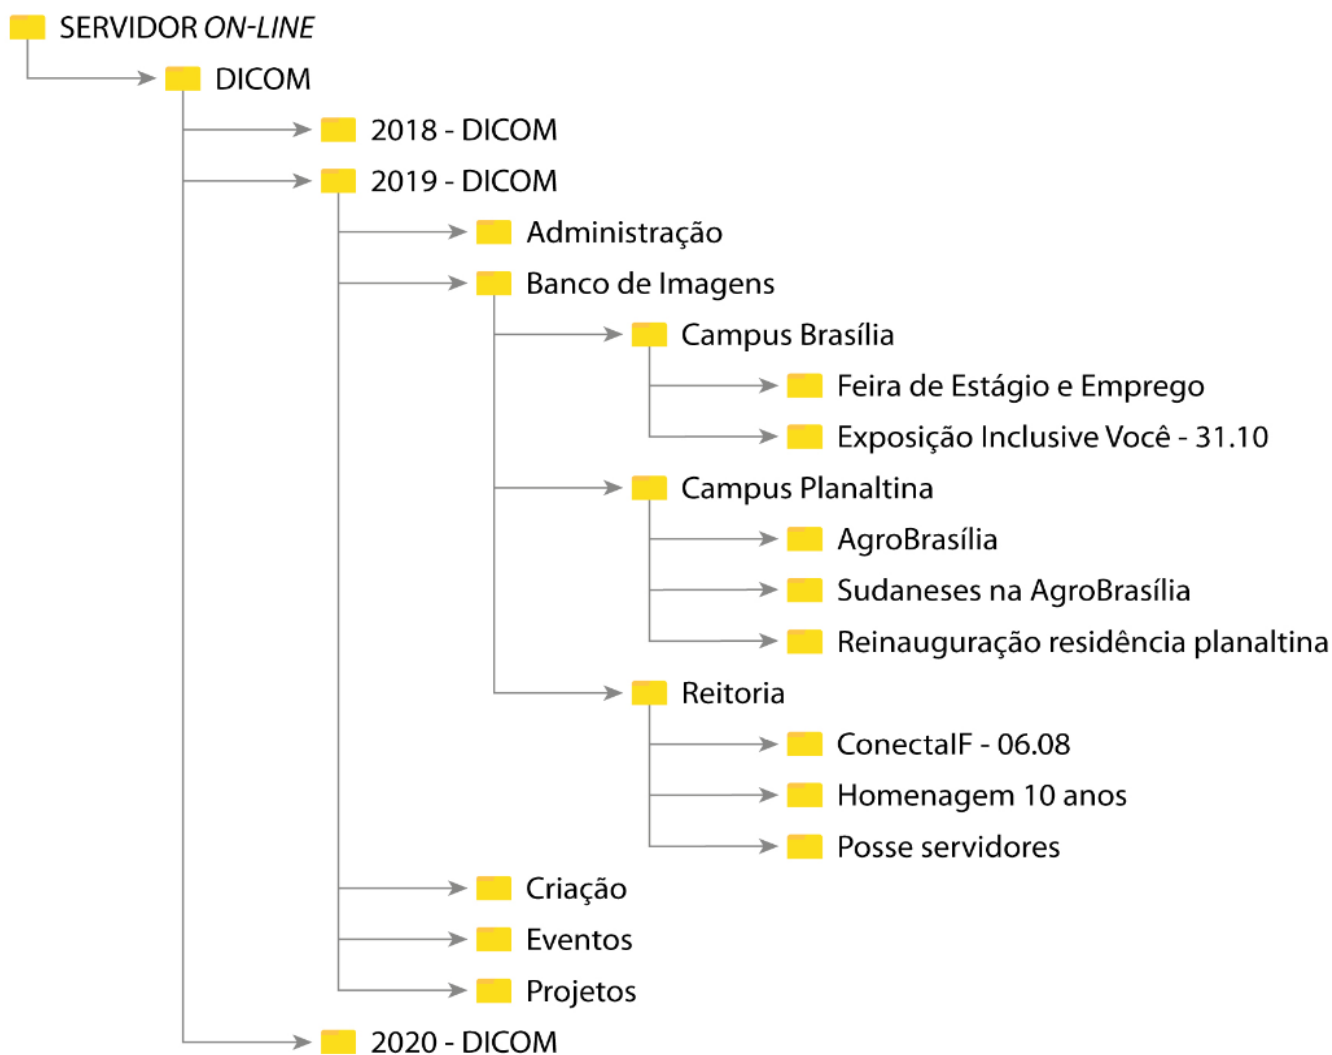 SERVIDOR ON-LINE
DICOM
2018 - DICOM
2019 - DICOM
Administração
Banco de Imagens
Campus Brasília
Feira de Estágio e Emprego
Exposição Inclusive Você - 31.10
Campus Planaltina
AgroBrasília
Sudaneses na AgroBrasília
Reinauguração residência planaltina
Reitoria
ConectaIF - 06.08
Homenagem 10 anos
Posse servidores
Criação
Eventos
Projetos
2020 - DICOM